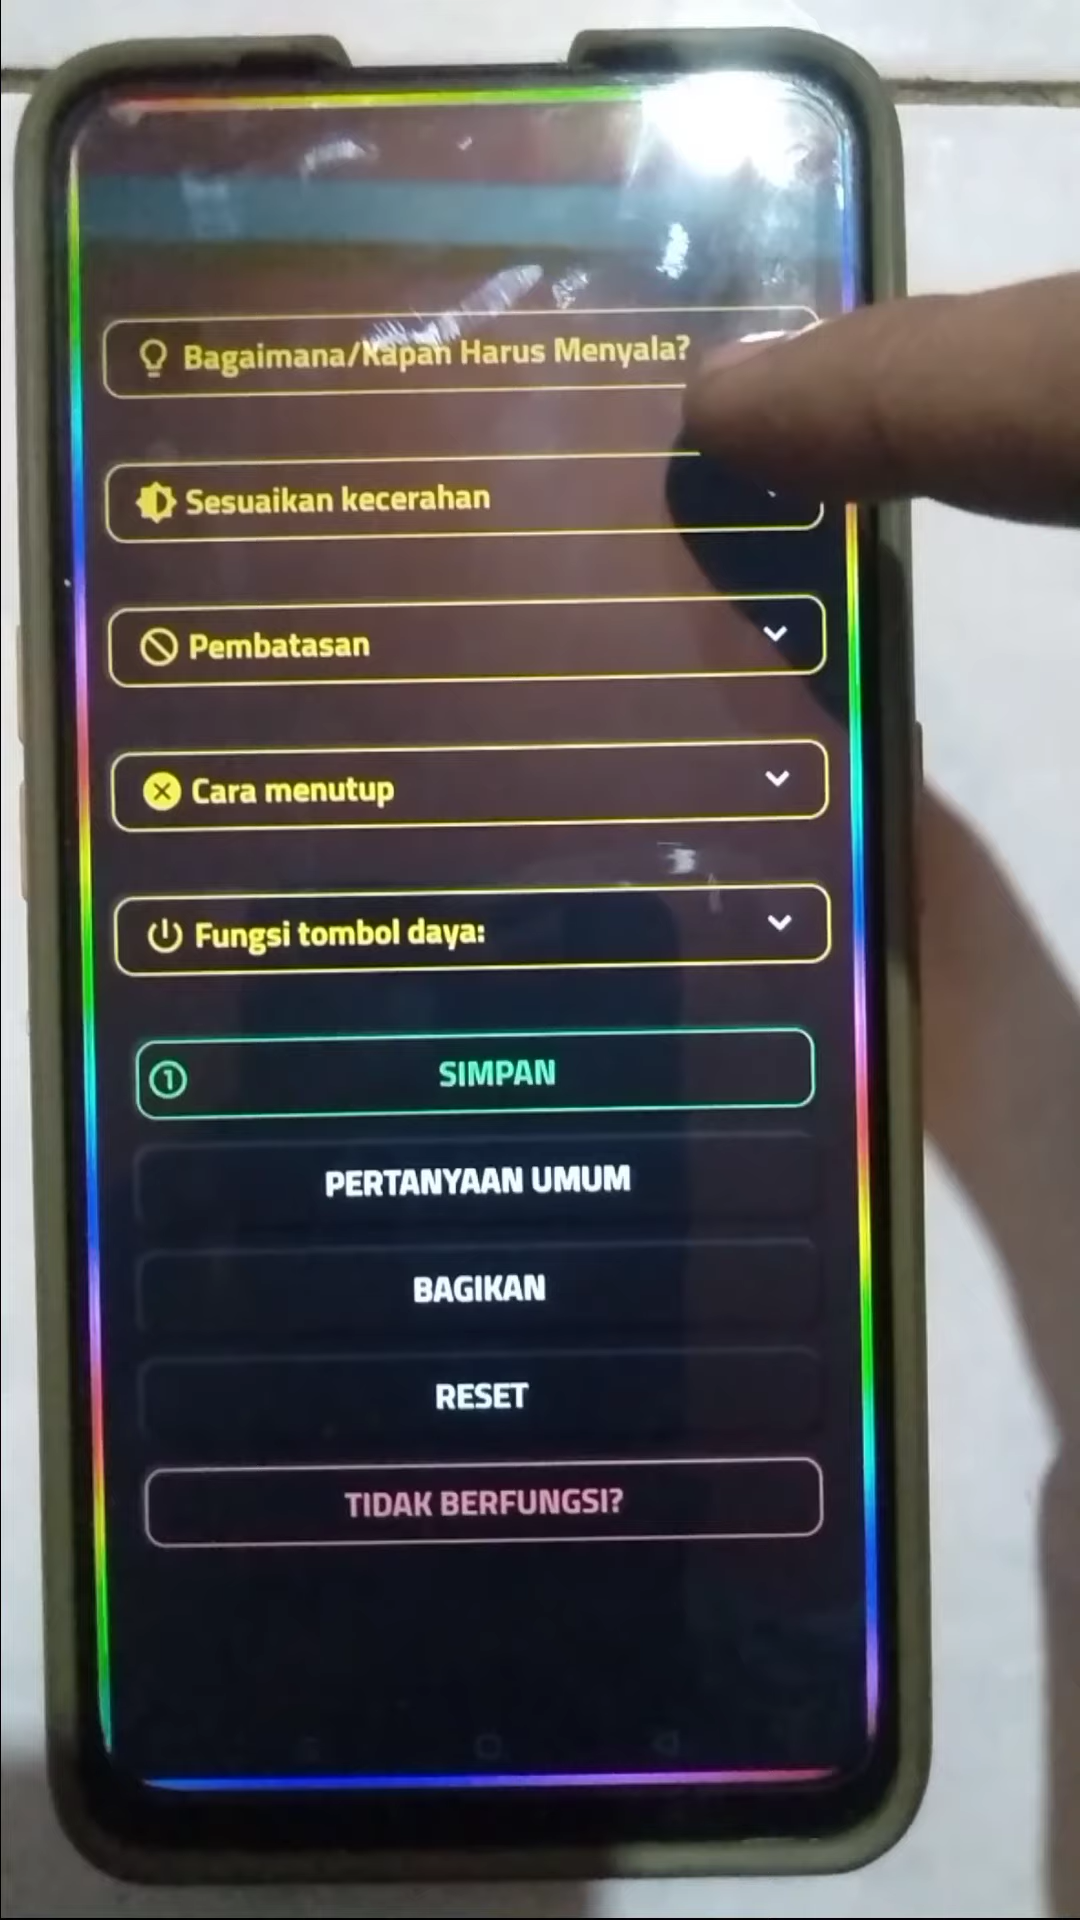 Bagaimana/Kapan Harus Menyala?
Sesuaikan kecerahan
Pembatasan
Cara menutup
Fungsi tombol daya:
1 SIMPAN
PERTANYAAN UMUM
BAGIKAN
RESET
TIDAK BERFUNGSI?